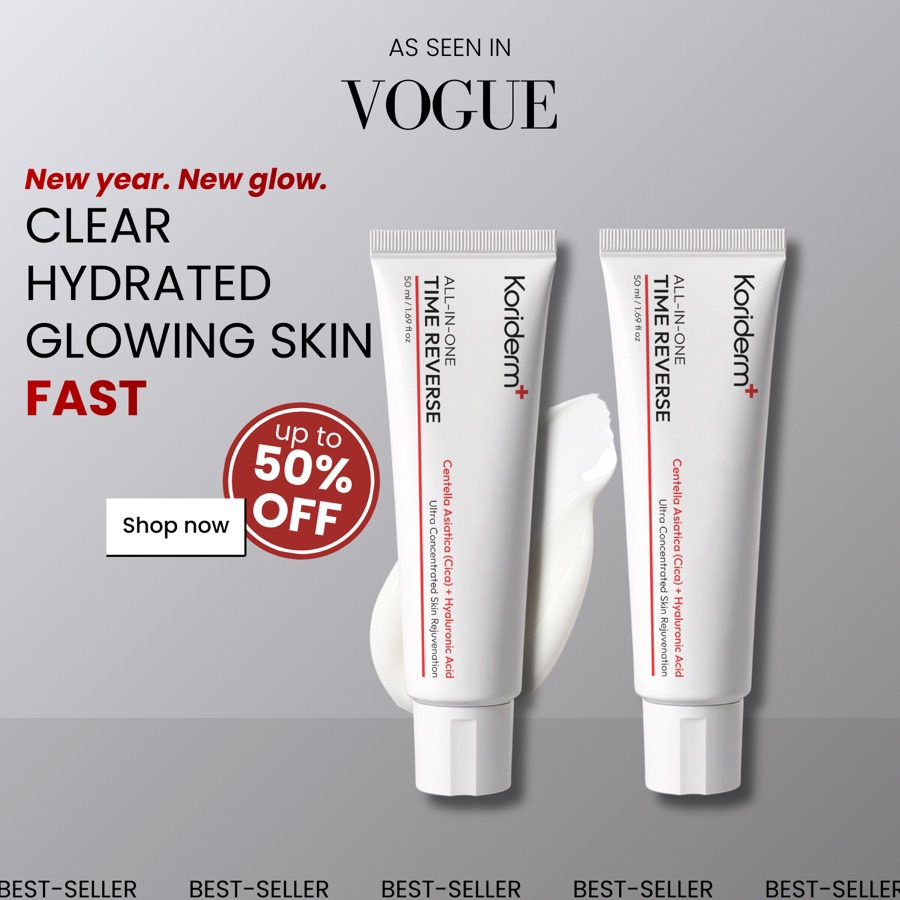 AS SEEN IN
VOGUE
New year. New glow.
CLEAR
HYDRATED
GLOWING SKIN
FAST
up to
50%
OFF
Shop now
Koriderm+
ALL-IN-ONE
TIME REVERSE
50 ml / 1.69 fl oz
Centella Asiatica (Cica) + Hyaluronic Acid
Ultra Concentrated Skin Rejuvenation
Koriderm+
ALL-IN-ONE
TIME REVERSE
50 ml / 1.69 fl oz
Centella Asiatica (Cica) + Hyaluronic Acid
Ultra Concentrated Skin Rejuvenation
BEST-SELLER BEST-SELLER BEST-SELLER BEST-SELLER BEST-SELLER